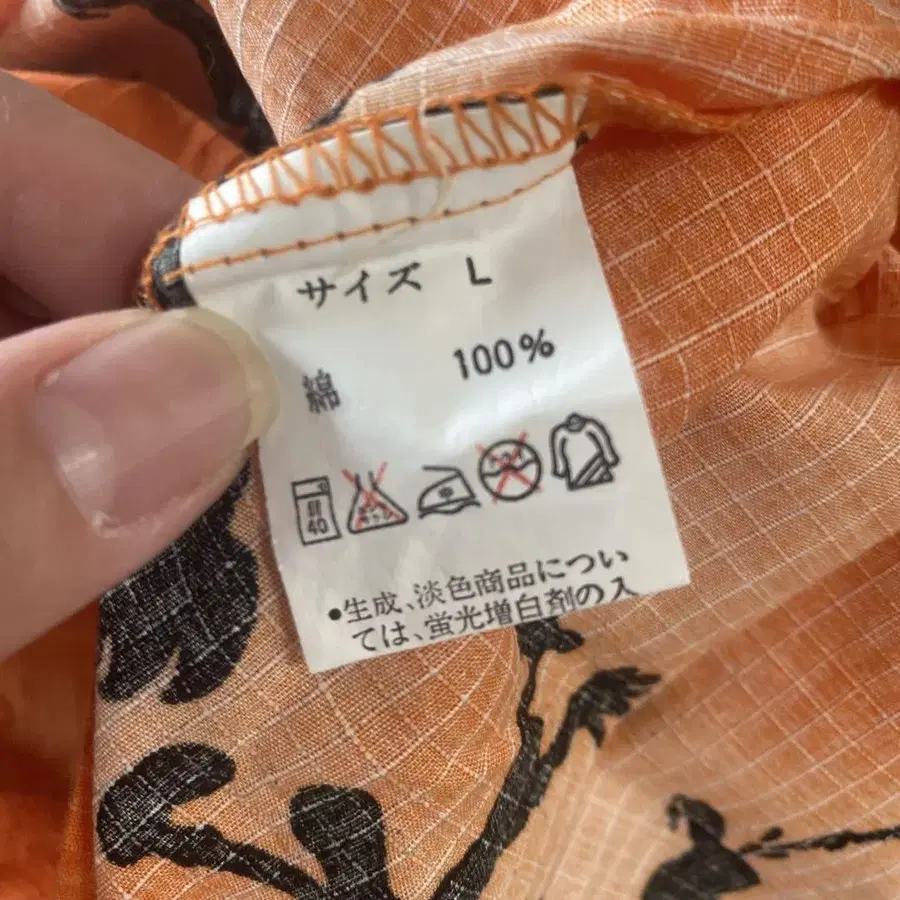 サイズ L
綿 100%
40
中
•生成、淡色商品につい
ては、蛍光増白剤の入